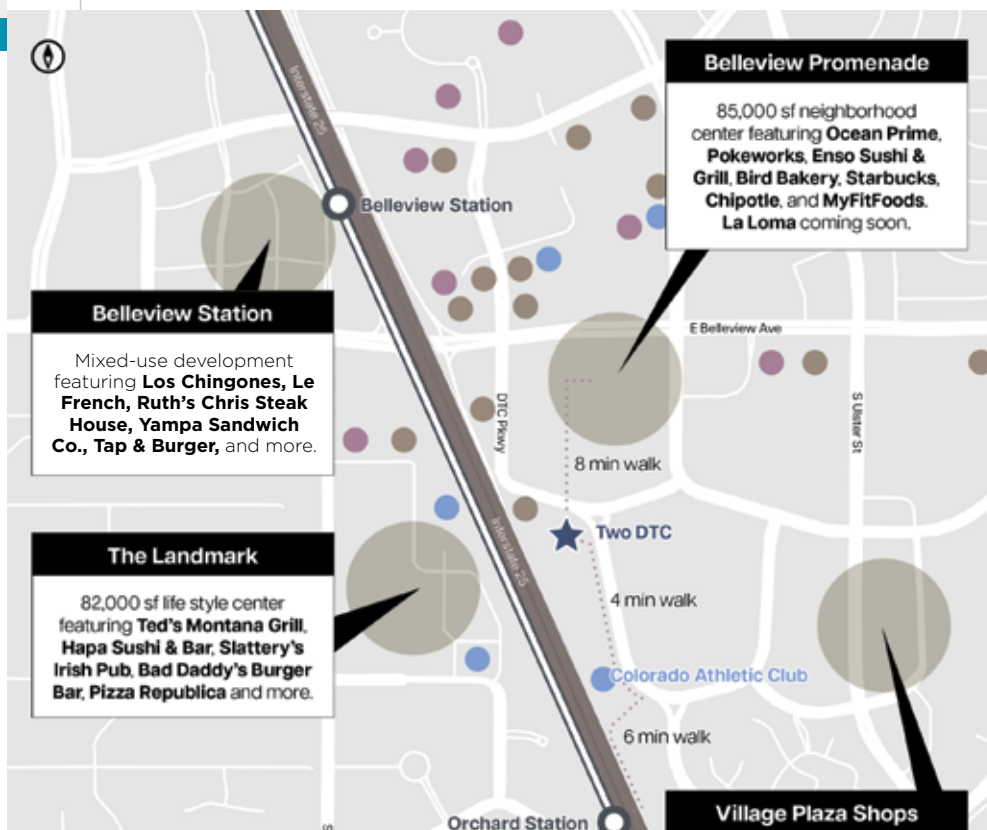 Interstate 25
Belleview Station
Belleview Promenade
85,000 sf neighborhood
center featuring Ocean Prime,
Pokeworks, Enso Sushi &
Grill, Bird Bakery, Starbucks,
Chipotle, and MyFitFoods.
La Loma coming soon.
Belleview Station
Mixed-use development
featuring Los Chingones, Le
French, Ruth's Chris Steak
House, Yampa Sandwich
Co., Tap & Burger, and more.
E Belleview Ave
DTC Pkwy
S Ulster St
8 min walk
Interstate 25
Two DTC
The Landmark
82,000 sf life style center
featuring Ted's Montana Grill,
Hapa Sushi & Bar, Slattery's
Irish Pub, Bad Daddy's Burger
Bar, Pizza Republica and more.
4 min walk
Colorado Athletic Club
6 min walk
Village Plaza Shops
Orchard Station